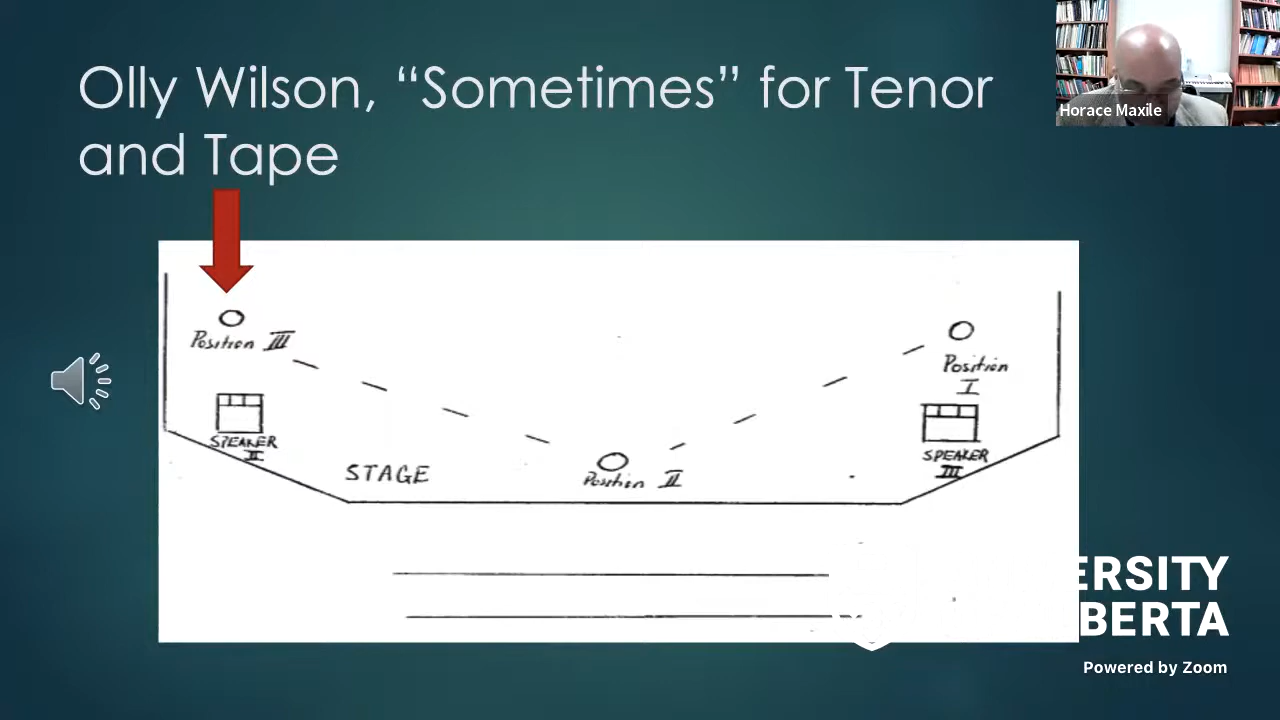 Olly Wilson, “Sometimes” for Tenor
and Tape
Horace Maxile
Position III
Position
I
SPEAKER
II
SPEAKER
III
STAGE
Position II
ERSITY
BERTA
Powered by Zoom